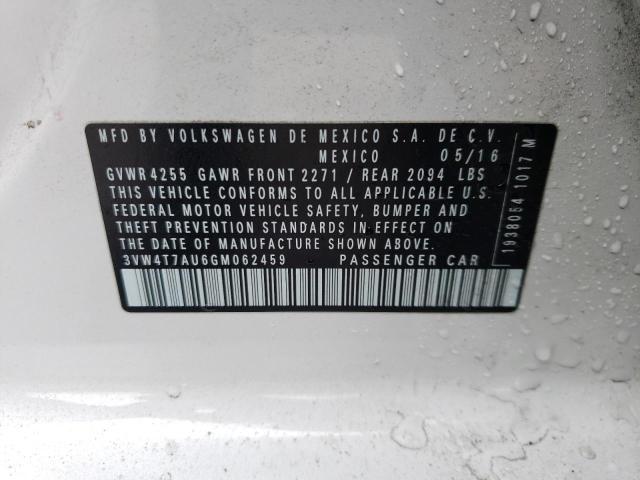 MFD BY VOLKSWAGEN DE MEXICO S.A. DE C.V.
MEXICO 05/16
GVWR 4255 GAWR FRONT 2271 / REAR 2094 LBS
THIS VEHICLE CONFORMS TO ALL APPLICABLE U.S.
FEDERAL MOTOR VEHICLE SAFETY, BUMPER AND
THEFT PREVENTION STANDARDS IN EFFECT ON
THE DATE OF MANUFACTURE SHOWN ABOVE.
3VW4T7AU6GM062459 PASSENGER CAR
1938054 1017 M